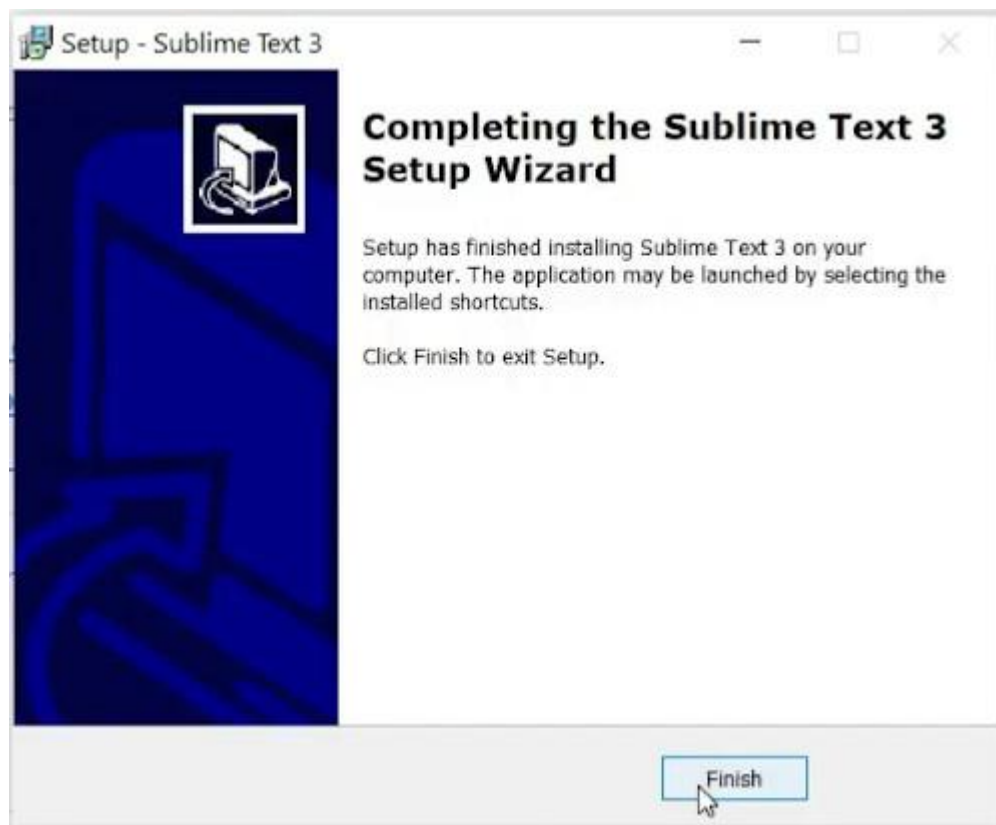 Setup - Sublime Text 3
Completing the Sublime Text 3
Setup Wizard
Setup has finished installing Sublime Text 3 on your
computer. The application may be launched by selecting the
installed shortcuts.
Click Finish to exit Setup.
Finish